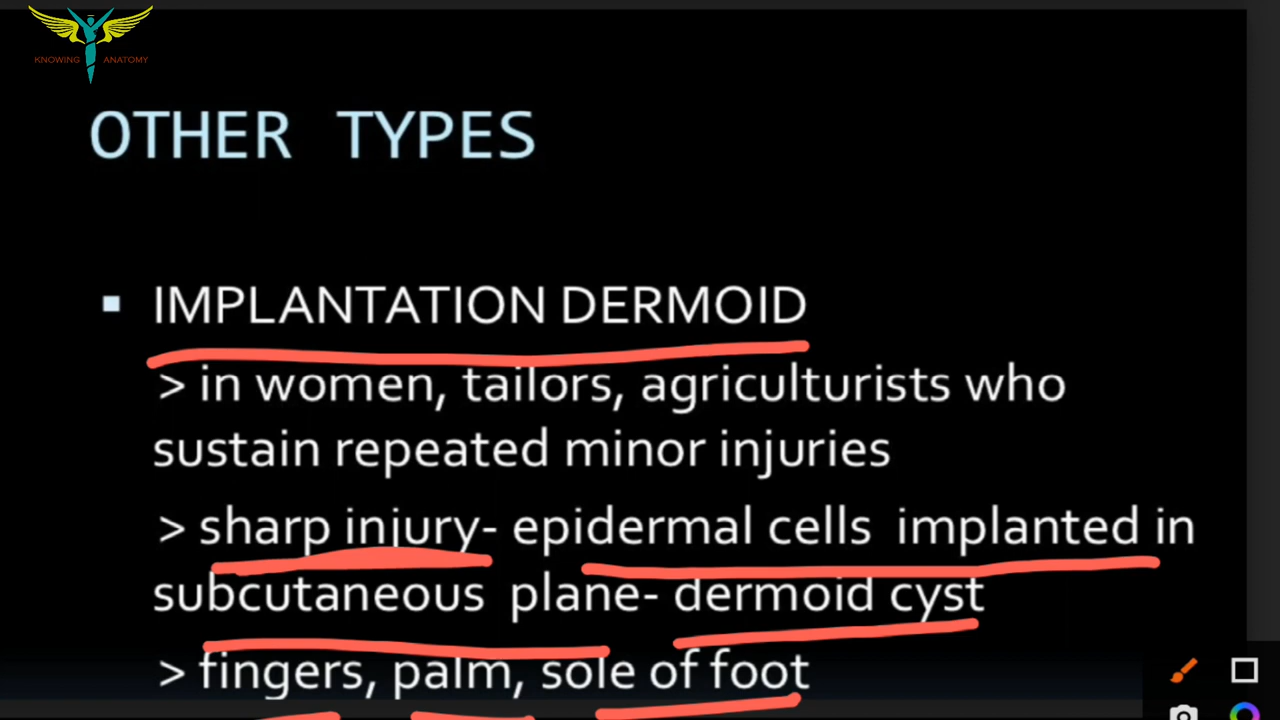 KNOWING ANATOMY
OTHER TYPES
▪ IMPLANTATION DERMOID
> in women, tailors, agriculturists who
sustain repeated minor injuries
> sharp injury- epidermal cells implanted in
subcutaneous plane- dermoid cyst
> fingers, palm, sole of foot